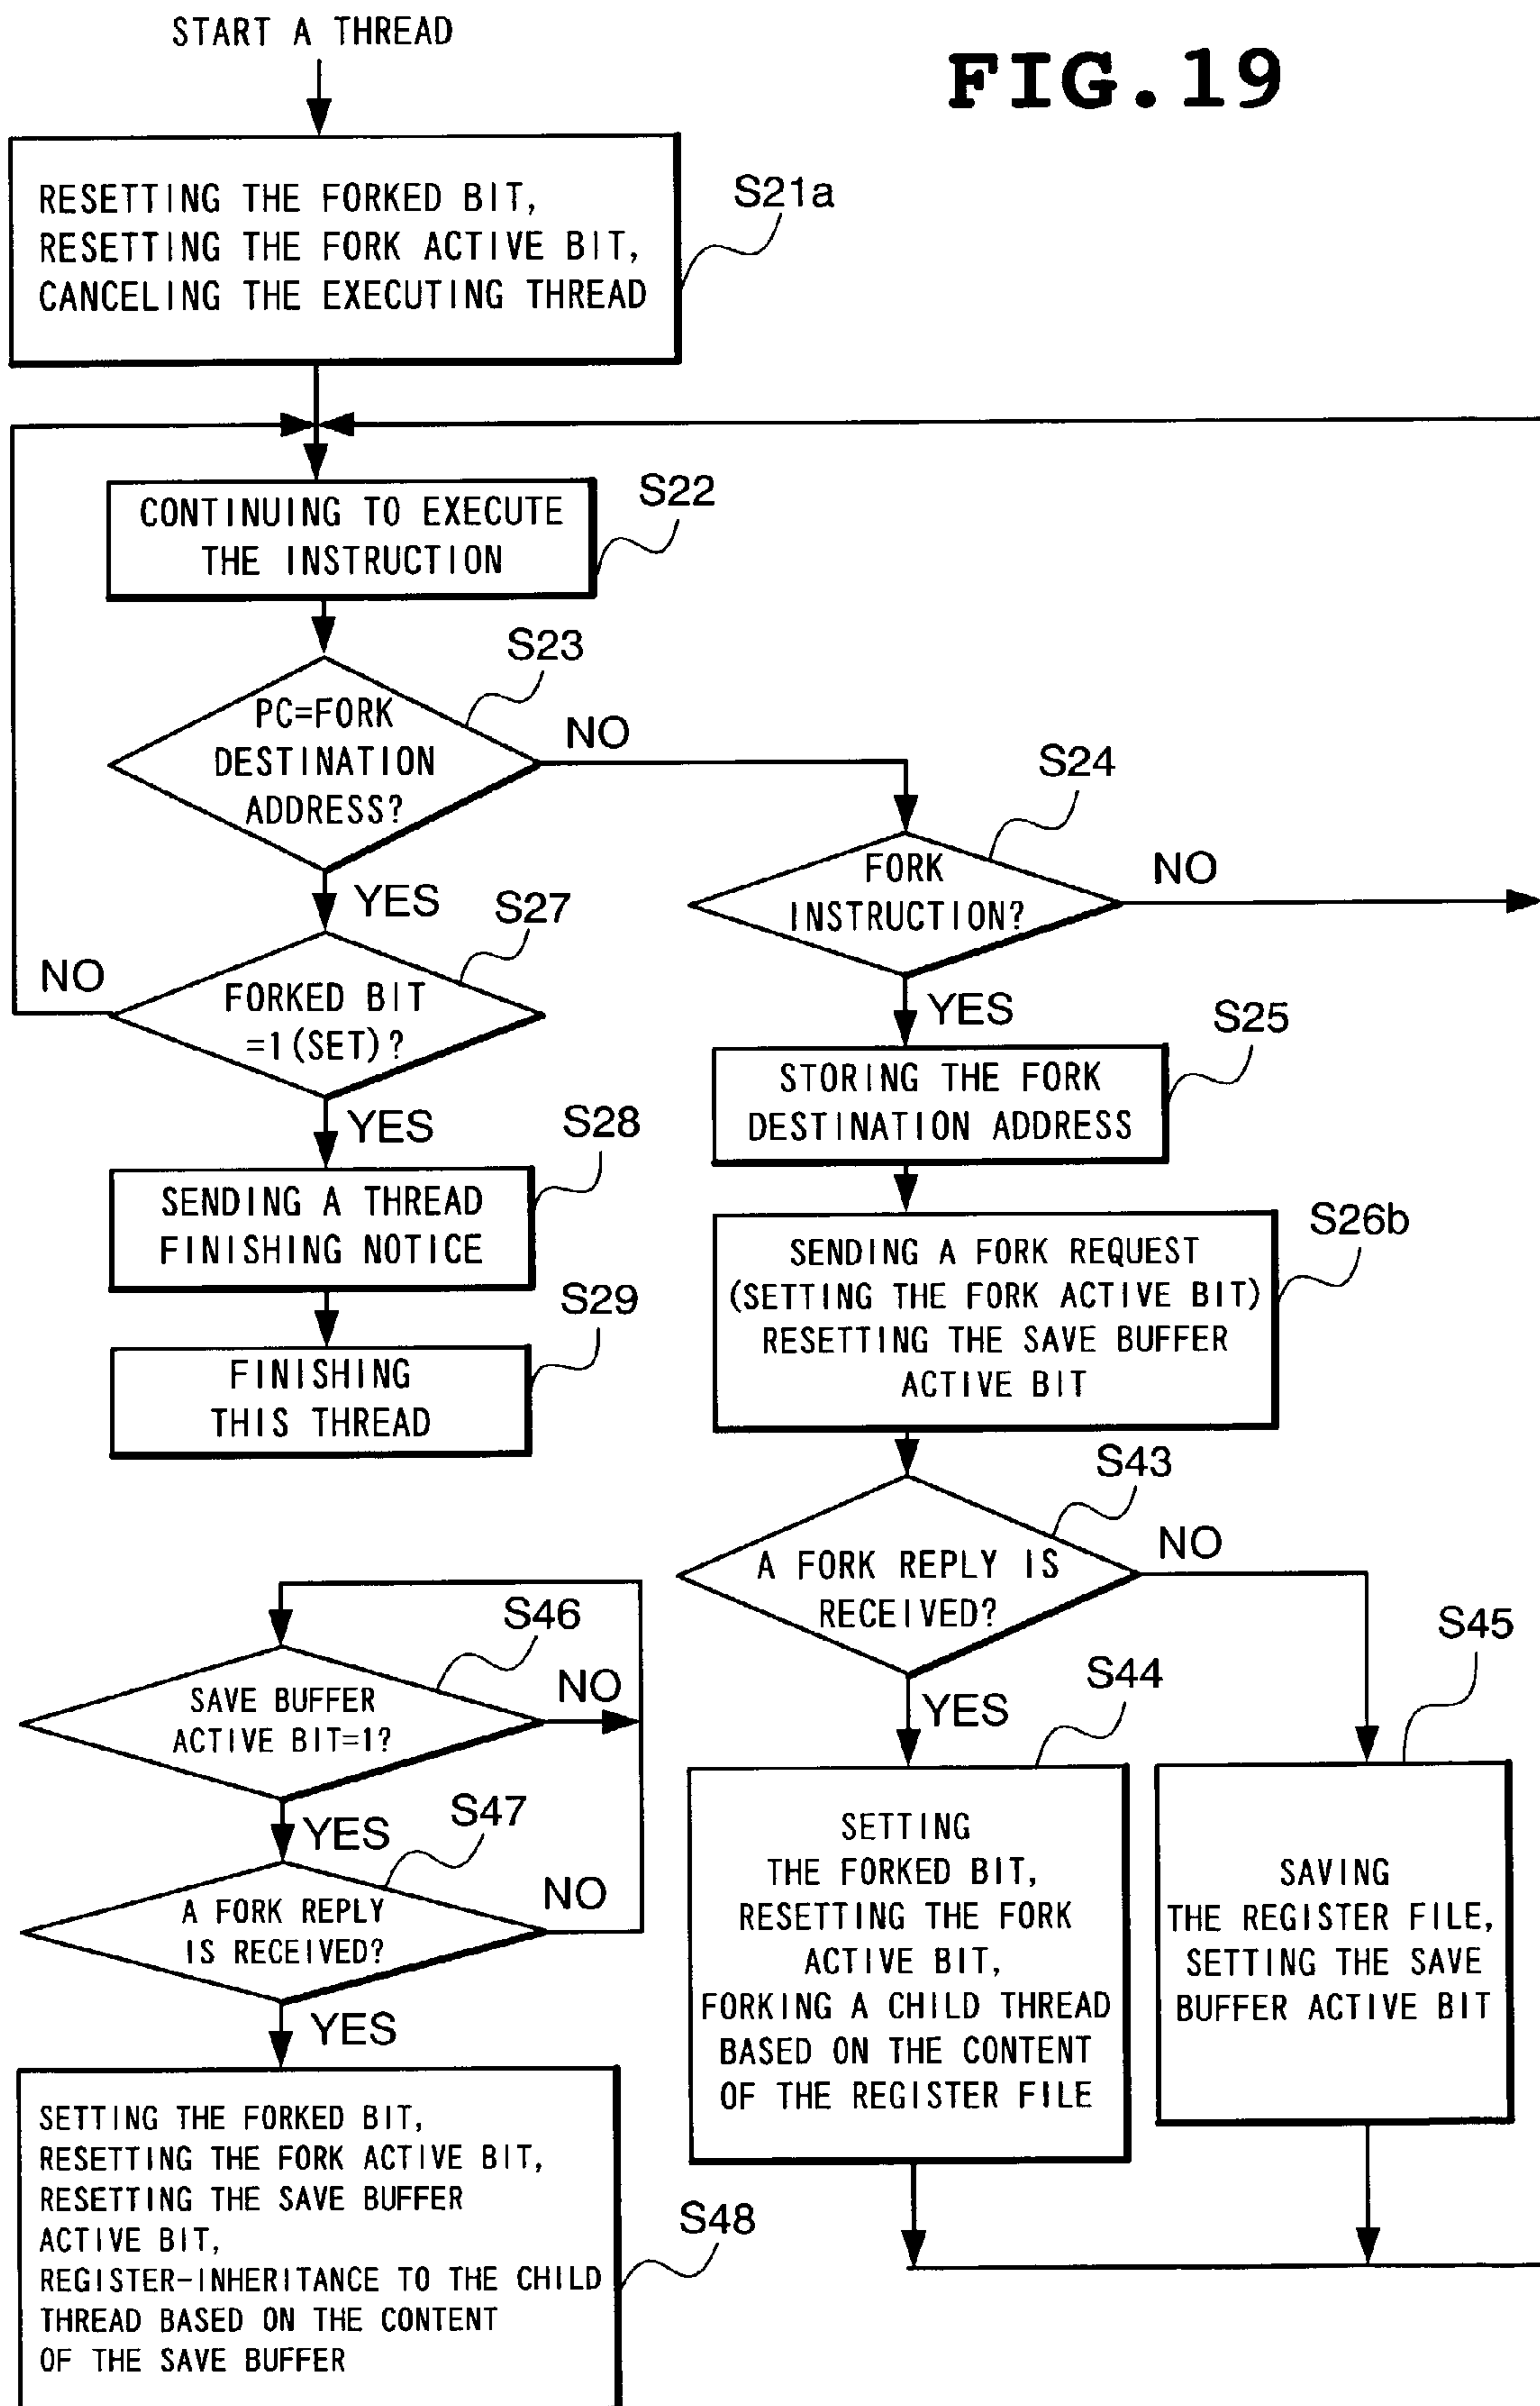 START A THREAD
FIG.19
RESETTING THE FORKED BIT,
RESETTING THE FORK ACTIVE BIT,
CANCELING THE EXECUTING THREAD
S21a
CONTINUING TO EXECUTE
THE INSTRUCTION
S22
PC=FORK
DESTINATION
ADDRESS?
S23
NO
YES
FORK
INSTRUCTION?
S24
NO
YES
FORKED BIT
=1(SET)?
S27
NO
YES
STORING THE FORK
DESTINATION ADDRESS
S25
SENDING A THREAD
FINISHING NOTICE
S28
SENDING A FORK REQUEST
(SETTING THE FORK ACTIVE BIT)
RESETTING THE SAVE BUFFER
ACTIVE BIT
S26b
FINISHING
THIS THREAD
S29
A FORK REPLY IS
RECEIVED?
S43
NO
YES
SETTING
THE FORKED BIT,
RESETTING THE FORK
ACTIVE BIT,
FORKING A CHILD THREAD
BASED ON THE CONTENT
OF THE REGISTER FILE
S44
SAVING
THE REGISTER FILE,
SETTING THE SAVE
BUFFER ACTIVE BIT
S45
SAVE BUFFER
ACTIVE BIT=1?
S46
NO
YES
A FORK REPLY
IS RECEIVED?
S47
NO
YES
SETTING THE FORKED BIT,
RESETTING THE FORK ACTIVE BIT,
RESETTING THE SAVE BUFFER
ACTIVE BIT,
REGISTER-INHERITANCE TO THE CHILD
THREAD BASED ON THE CONTENT
OF THE SAVE BUFFER
S48